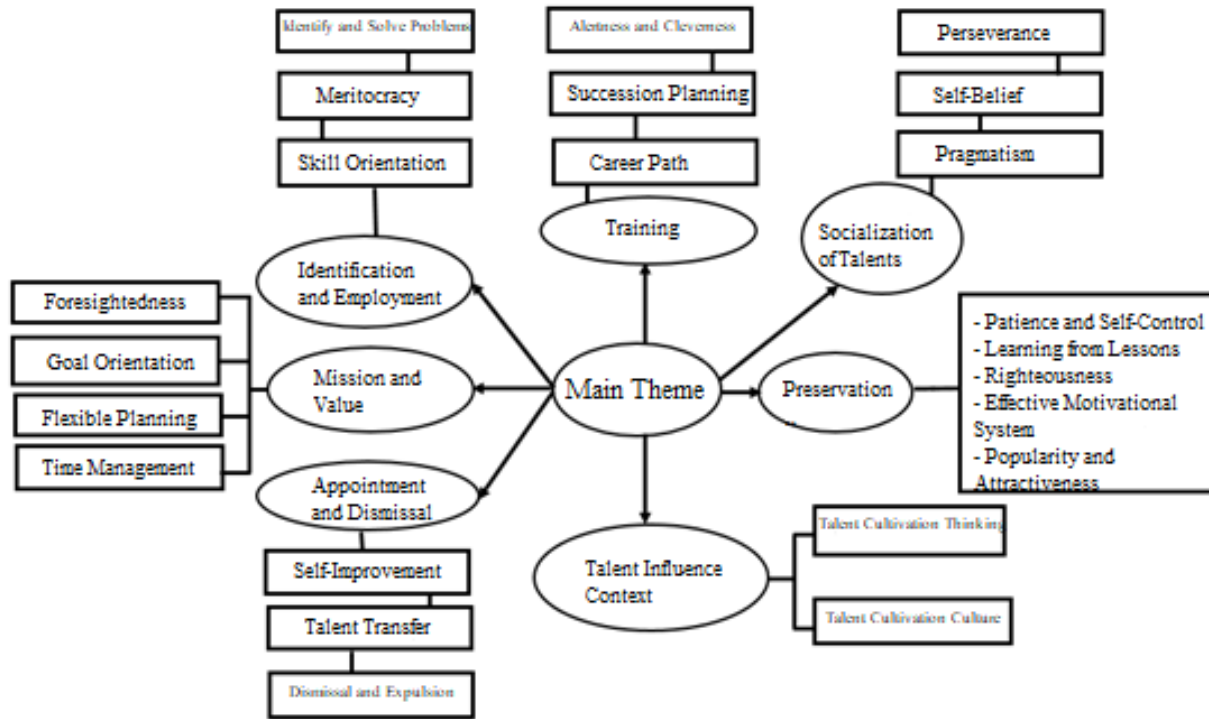 Identify and Solve Problems
Meritocracy
Skill Orientation
Identification
and Employment
Alertness and Cleverness
Succession Planning
Career Path
Training
Perseverance
Self-Belief
Pragmatism
Socialization
of Talents
Foresightedness
Goal Orientation
Flexible Planning
Time Management
Mission and
Value
Main Theme
Preservation
- Patience and Self-Control
- Learning from Lessons
- Righteousness
- Effective Motivational
System
- Popularity and
Attractiveness
Appointment
and Dismissal
Self-Improvement
Talent Transfer
Dismissal and Expulsion
Talent Influence
Context
Talent Cultivation Thinking
Talent Cultivation Culture